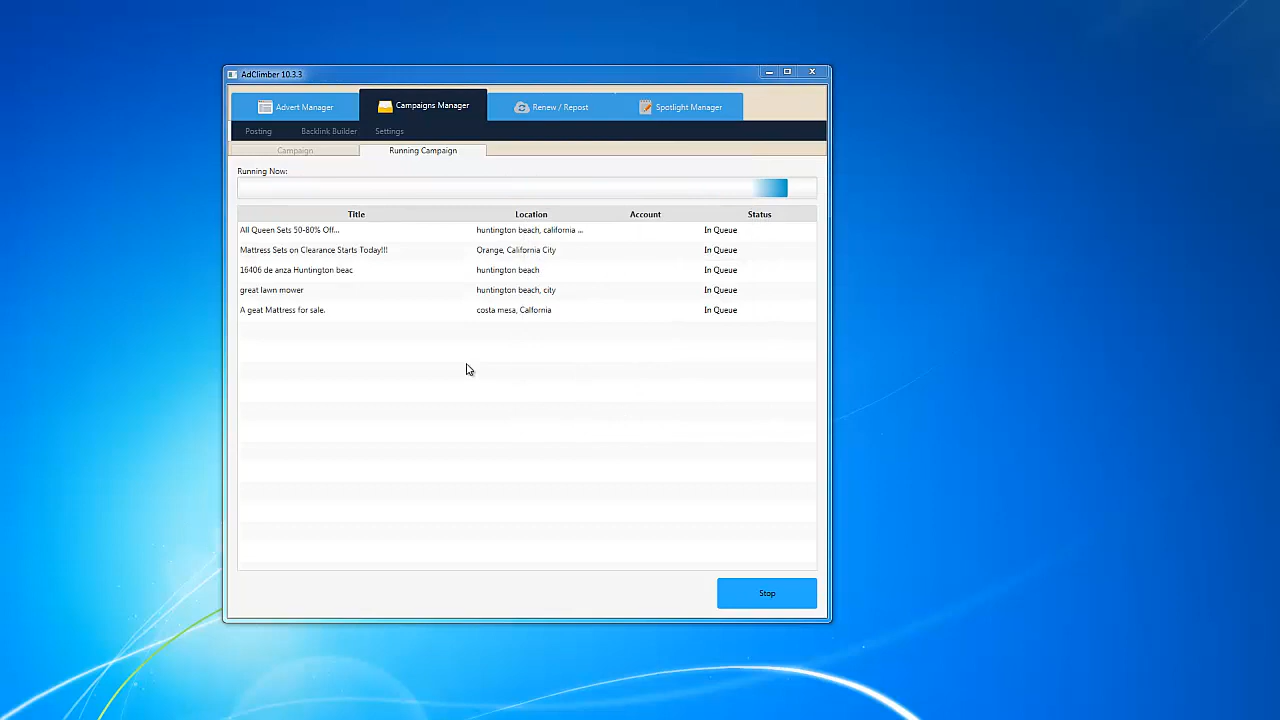 AdClimber 10.3.3
Advert Manager Campaigns Manager Renew / Repost Spotlight Manager
Posting Backlink Builder Settings
Campaign Running Campaign
Running Now:
Title Location Account Status
All Queen Sets 50-80% Off... huntington beach, california ... In Queue
Mattress Sets on Clearance Starts Today!!! Orange, California City In Queue
16406 de anza Huntington beac huntington beach In Queue
great lawn mower huntington beach, city In Queue
A geat Mattress for sale. costa mesa, Calfornia In Queue
Stop